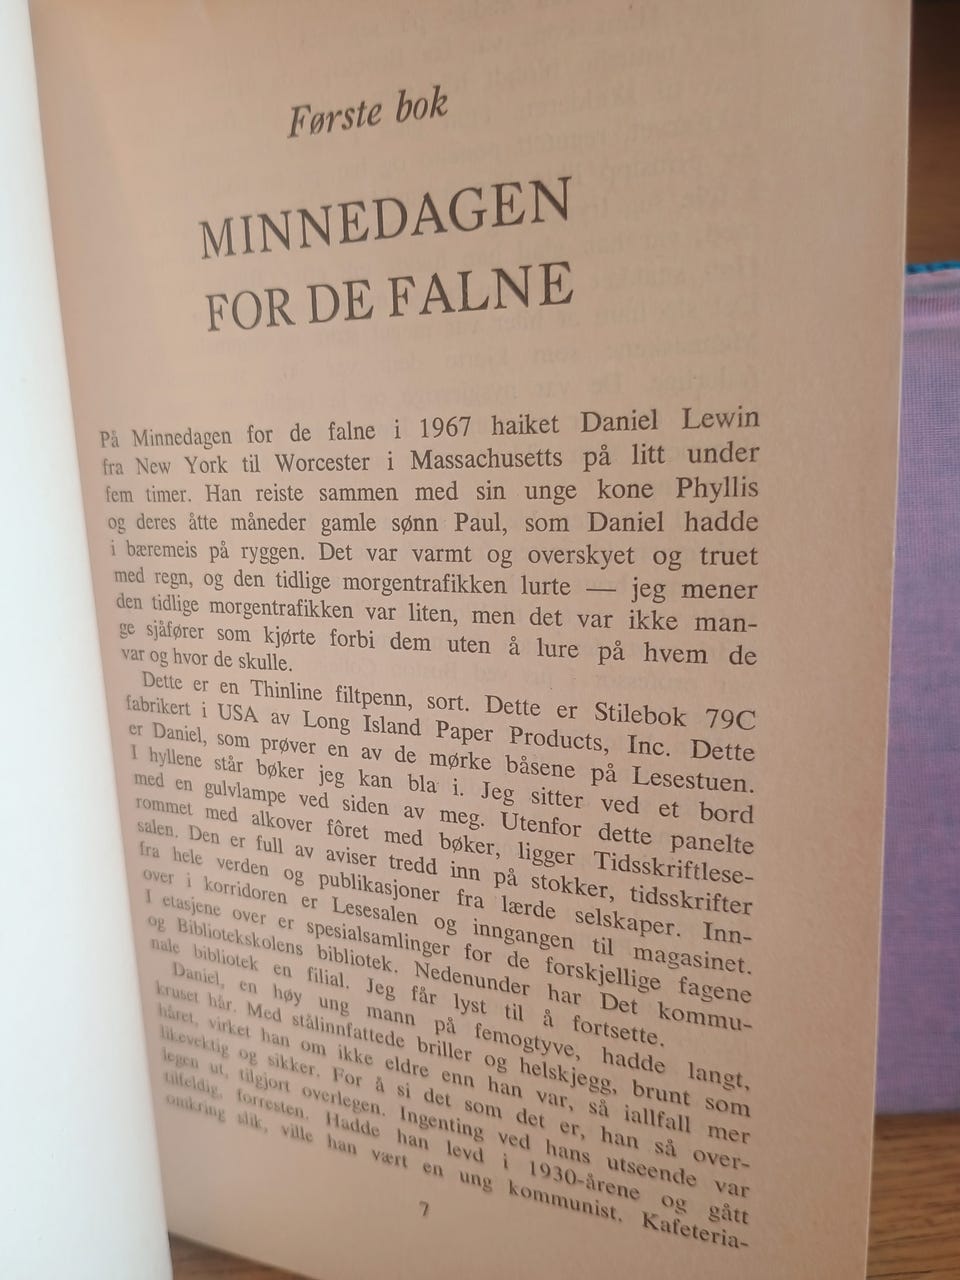 Første bok
MINNEDAGEN
FOR DE FALNE
På Minnedagen for de falne i 1967 haiket Daniel Lewin
fra New York til Worcester i Massachusetts på litt under
fem timer. Han reiste sammen med sin unge kone Phyllis
og deres åtte måneder gamle sønn Paul, som Daniel hadde
i bæremeis på ryggen. Det var varmt og overskyet og truet
med regn, og den tidlige morgentrafikken lurte — jeg mener
den tidlige morgentrafikken var liten, men det var ikke man-
ge sjåfører som kjørte forbi dem uten å lure på hvem de
var og hvor de skulle.
Dette er en Thinline filtpenn, sort. Dette er Stilebok 79C
fabrikert i USA av Long Island Paper Products, Inc. Dette
er Daniel, som prøver en av de mørke båsene på Lesestuen.
I hyllene står bøker jeg kan bla i. Jeg sitter ved et bord
med en gulvlampe ved siden av meg. Utenfor dette panelte
rommet med alkover fôret med bøker, ligger Tidsskriftlese-
salen. Den er full av aviser tredd inn på stokker, tidsskrifter
fra hele verden og publikasjoner fra lærde selskaper. Inn-
over i korridoren er Lesesalen og inngangen til magasinet.
I etasjene over er spesialsamlinger for de forskjellige fagene
og Bibliotekskolens bibliotek. Nedenunder har Det kommu-
nale bibliotek en filial. Jeg får lyst til å fortsette.
Daniel, en høy ung mann på femogtyve, hadde langt,
kruset hår. Med stålinnfattede briller og helskjegg, brunt som
håret, virket han om ikke eldre enn han var, så iallfall mer
likevektig og sikker. For å si det som det er, han så over-
legen ut, tilgjort overlegen. Ingenting ved hans utseende var
tilfeldig, forresten. Hadde han levd i 1930-årene og gått
omkring slik, ville han vært en ung kommunist. Kafeteria-
7